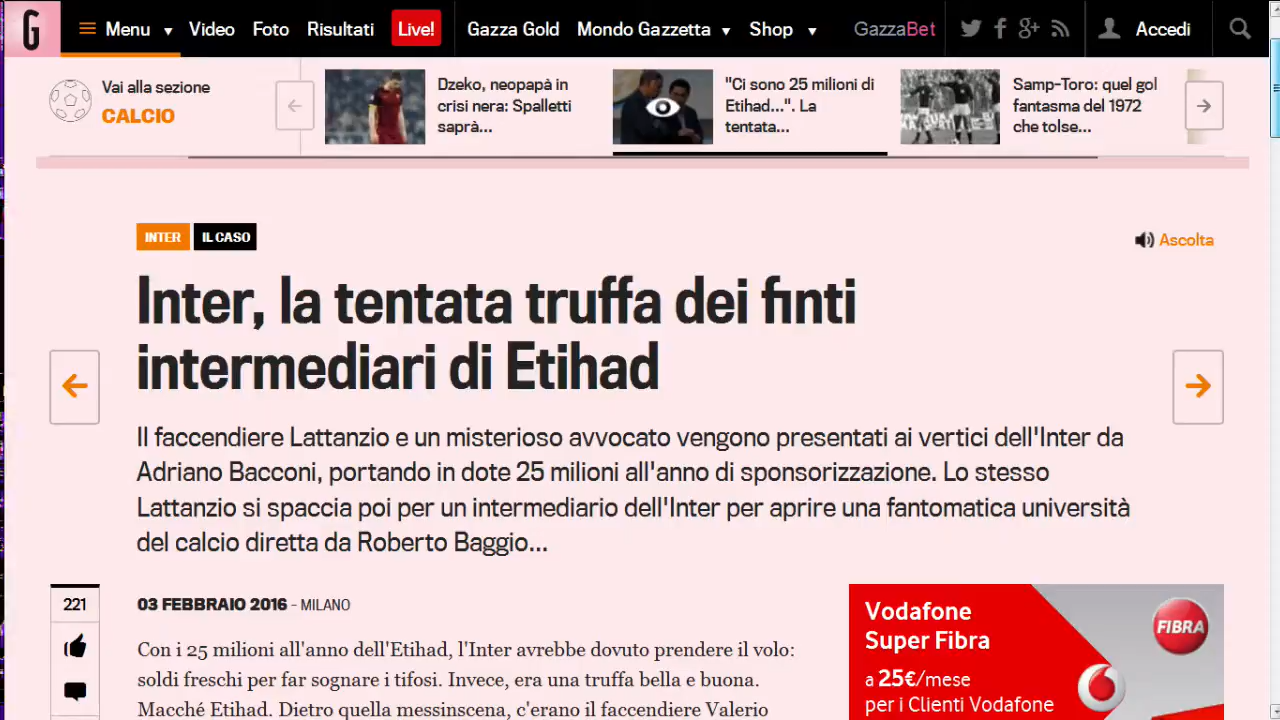 G Menu Video Foto Risultati Live! Gazza Gold Mondo Gazzetta Shop GazzaBet Accedi
Vai alla sezione
CALCIO
Dzeko, neopapà in
crisi nera: Spalletti
saprà...
"Ci sono 25 milioni di
Etihad...". La
tentata...
Samp-Toro: quel gol
fantasma del 1972
che tolse...
INTER IL CASO
Ascolta
Inter, la tentata truffa dei finti
intermediari di Etihad
Il faccendiere Lattanzio e un misterioso avvocato vengono presentati ai vertici dell'Inter da
Adriano Bacconi, portando in dote 25 milioni all'anno di sponsorizzazione. Lo stesso
Lattanzio si spaccia poi per un intermediario dell'Inter per aprire una fantomatica università
del calcio diretta da Roberto Baggio...
221
03 FEBBRAIO 2016 - MILANO
Con i 25 milioni all'anno dell'Etihad, l'Inter avrebbe dovuto prendere il volo:
soldi freschi per far sognare i tifosi. Invece, era una truffa bella e buona.
Macché Etihad. Dietro quella messinscena, c'erano il faccendiere Valerio
Vodafone
Super Fibra
a 25€/mese
per i Clienti Vodafone
FIBRA